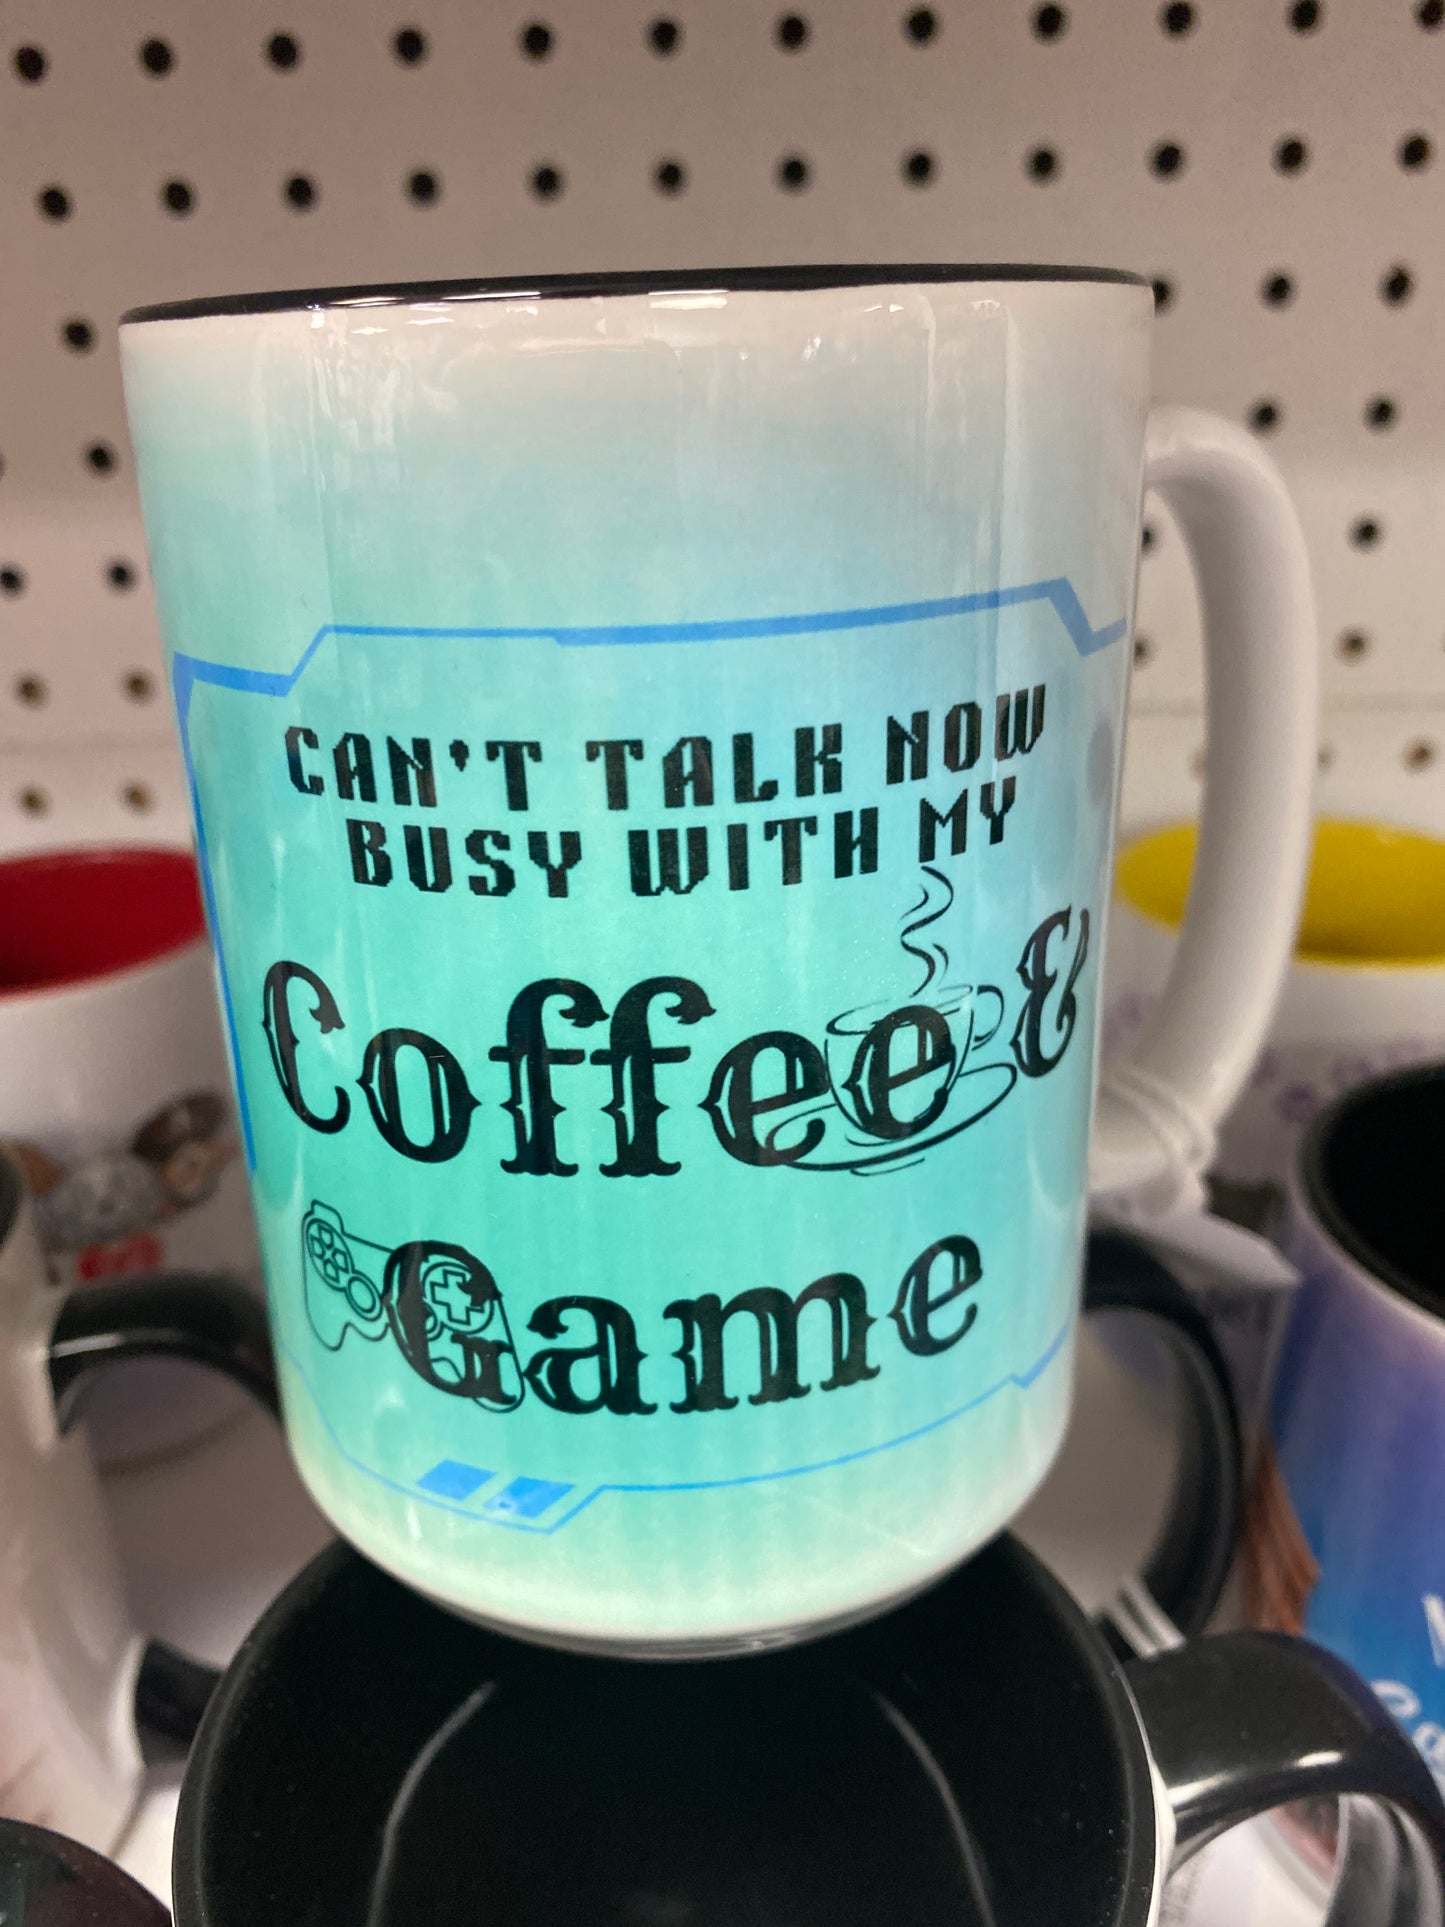 CAN'T TALK NOW
BUSY WITH MY
Coffee &
Game